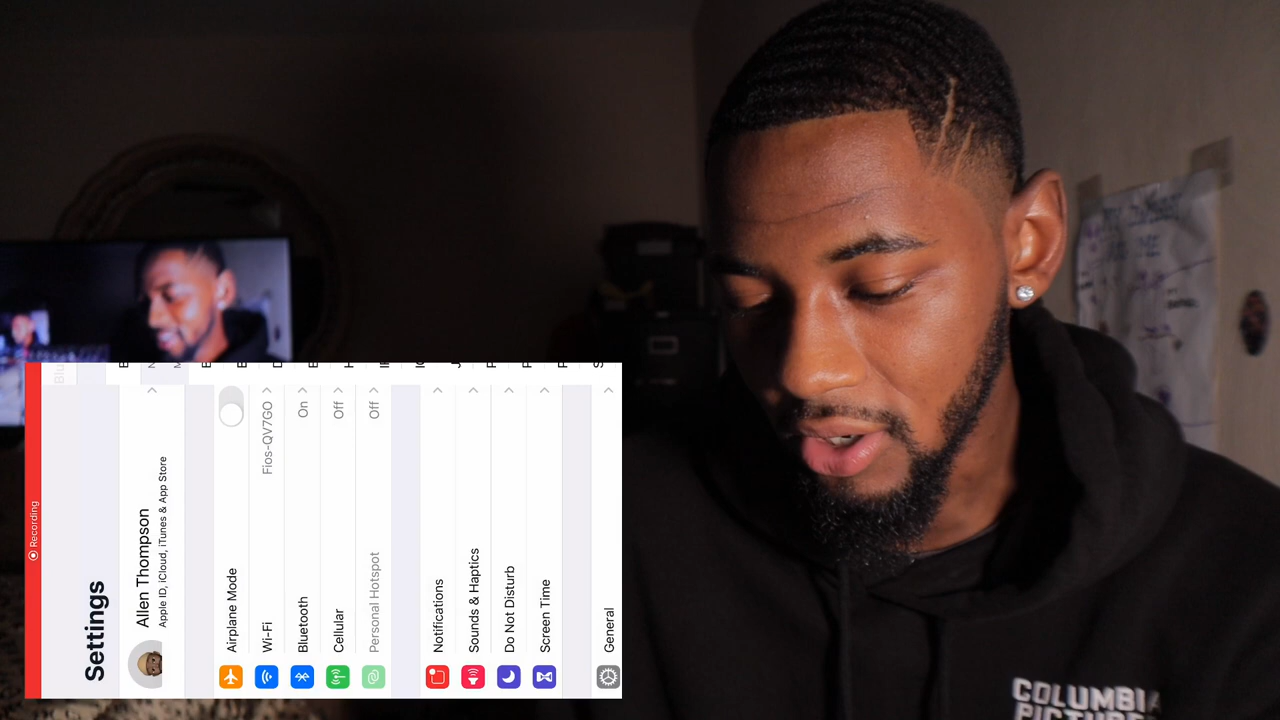 Recording
Settings
Allen Thompson
Apple ID, iCloud, iTunes & App Store
Airplane Mode
Wi-Fi Fios-QV7GO
Bluetooth On
Cellular Off
Personal Hotspot Off
Notifications
Sounds & Haptics
Do Not Disturb
Screen Time
General
COLUMBIA